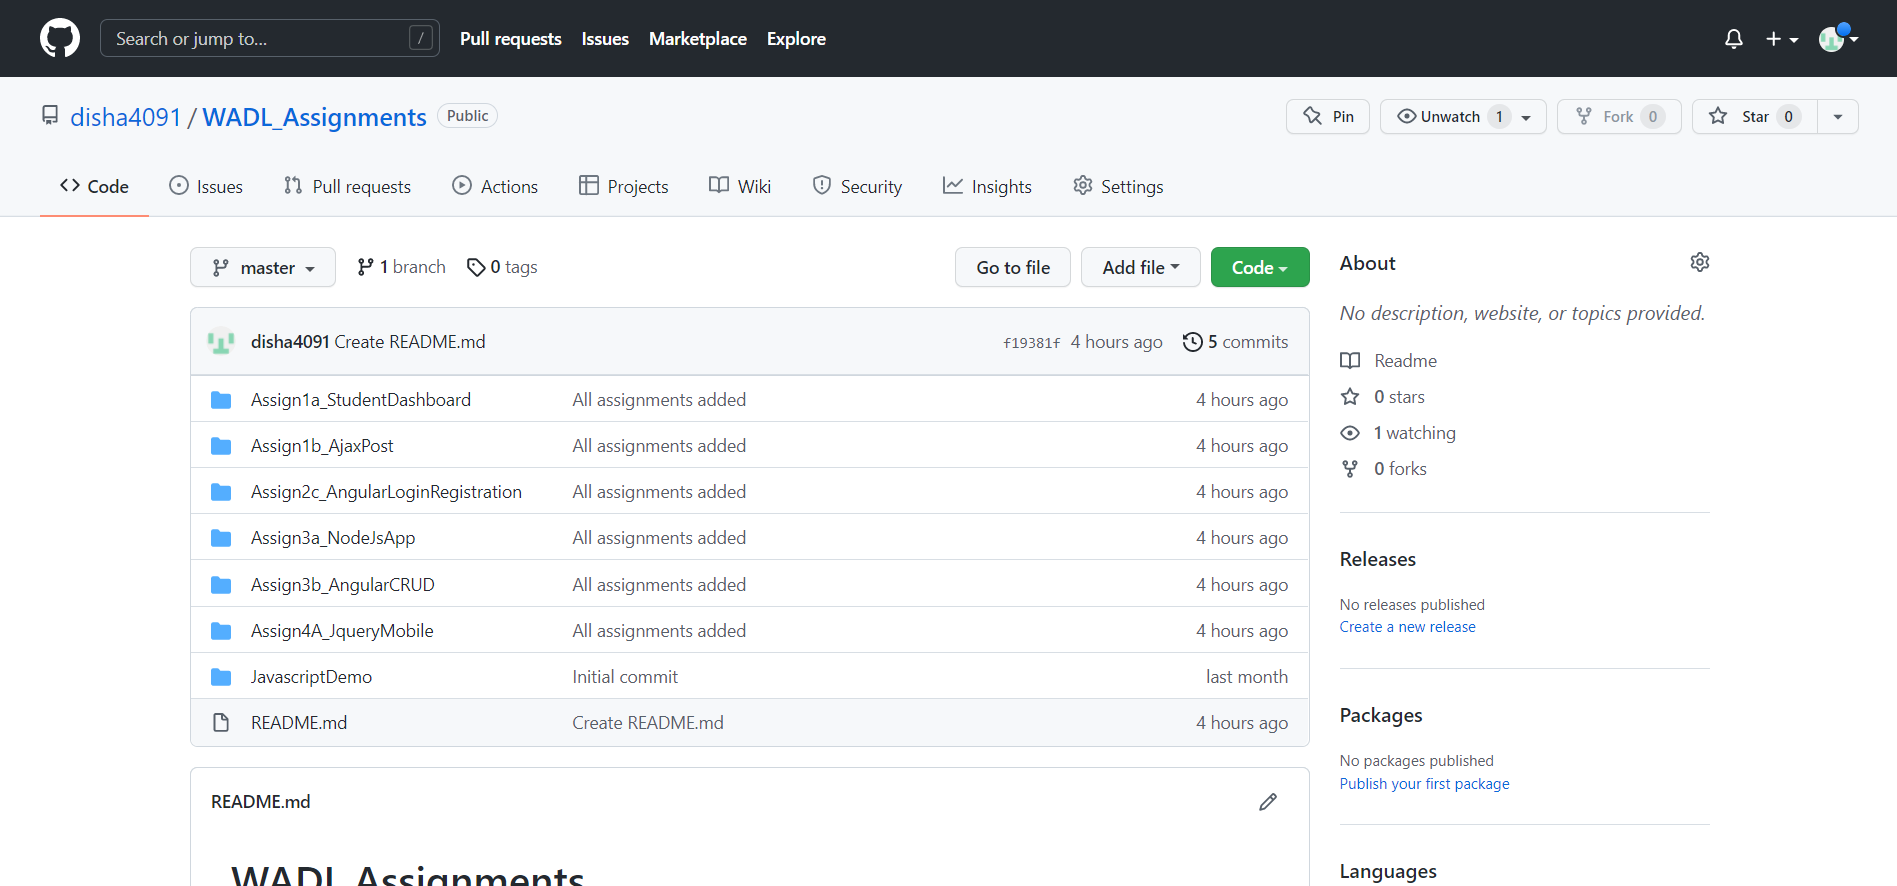 Search or jump to... /
Pull requests Issues Marketplace Explore
disha4091 / WADL_Assignments Public
Pin Unwatch 1 Fork 0 Star 0
Code Issues Pull requests Actions Projects Wiki Security Insights Settings
master 1 branch 0 tags Go to file Add file Code
disha4091 Create README.md f19381f 4 hours ago 5 commits
Assign1a_StudentDashboard All assignments added 4 hours ago
Assign1b_AjaxPost All assignments added 4 hours ago
Assign2c_AngularLoginRegistration All assignments added 4 hours ago
Assign3a_NodeJsApp All assignments added 4 hours ago
Assign3b_AngularCRUD All assignments added 4 hours ago
Assign4A_JqueryMobile All assignments added 4 hours ago
JavascriptDemo Initial commit last month
README.md Create README.md 4 hours ago
README.md
WADL_Assignments
About
No description, website, or topics provided.
Readme
0 stars
1 watching
0 forks
Releases
No releases published
Create a new release
Packages
No packages published
Publish your first package
Languages